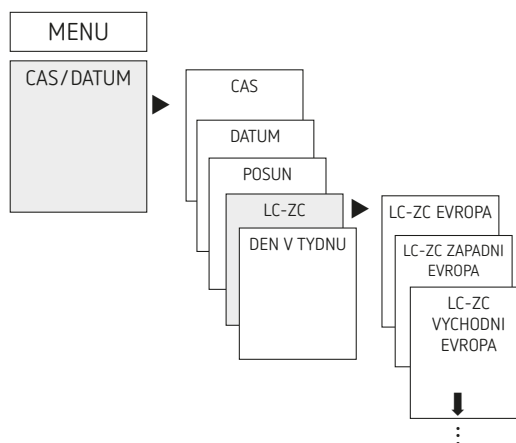 MENU
CAS/DATUM
CAS
DATUM
POSUN
LC-ZC
DEN V TYDNU
LC-ZC EVROPA
LC-ZC ZAPADNI
EVROPA
LC-ZC
VYCHODNI
EVROPA